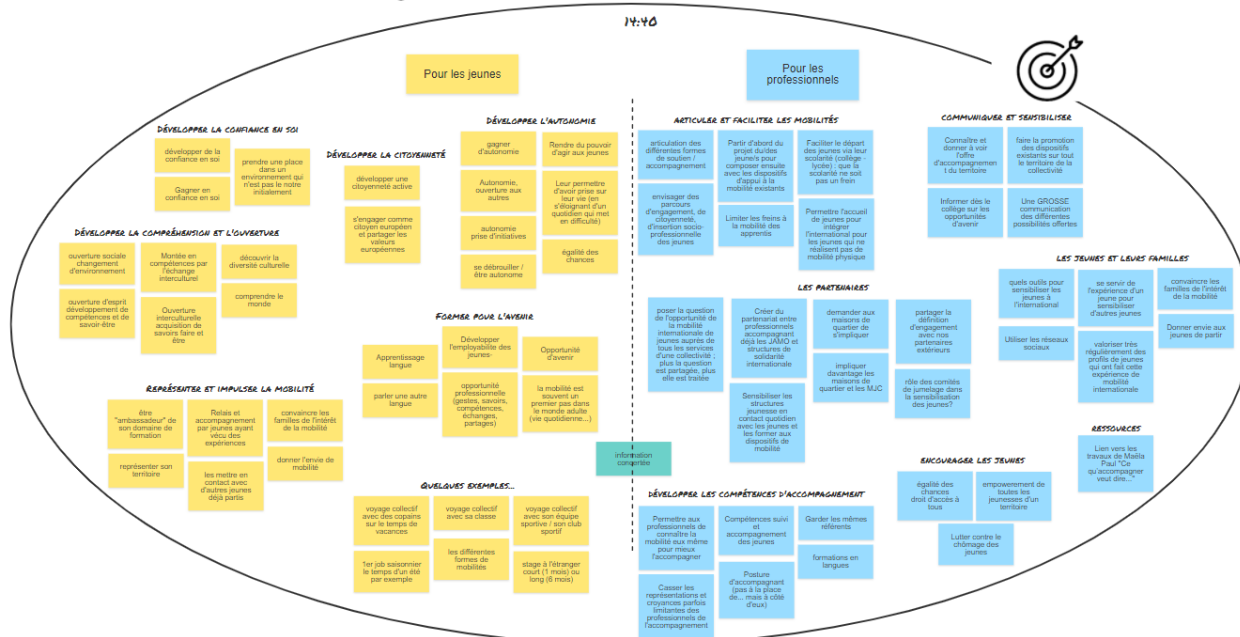 14:40
Pour les jeunes
DÉVELOPPER LA CONFIANCE EN SOI
développer de la
confiance en soi
prendre une place
dans un
environnement qui
n'est pas le notre
initialement
Gagner en
confiance en soi
DÉVELOPPER LA CITOYENNETÉ
développer une
citoyenneté active
s'engager comme
citoyen européen
et partager les
valeurs
européennes
DÉVELOPPER L'AUTONOMIE
gagner
d'autonomie
Rendre du pouvoir
d'agir aux jeunes
Autonomie,
ouverture aux
autres
Leur permettre
d'avoir prise sur
leur vie (en
s'éloignant d'un
quotidien qui met
en difficulté)
autonomie
prise d'initiatives
se débrouiller /
être autonome
égalité des
chances
DÉVELOPPER LA COMPRÉHENSION ET L'OUVERTURE
ouverture sociale
changement
d'environnement
Montée en
compétences par
l'échange
interculturel
découvrir la
diversité culturelle
ouverture d'esprit
développement de
compétences et de
savoir-être
Ouverture
interculturelle
acquisition de
savoirs faire et
être
comprendre le
monde
FORMER POUR L'AVENIR
Apprentissage
langue
Développer
l'employabilité des
jeunes
Opportunité
d'avenir
parler une autre
langue
opportunité
professionnelle
(gestes, savoirs,
compétences,
échanges,
partages)
la mobilité est
souvent un
premier pas dans
le monde adulte
(vie quotidienne...)
REPRÉSENTER ET IMPULSER LA MOBILITÉ
être
"ambassadeur" de
son domaine de
formation
Relais et
accompagnement
par jeunes ayant
vécu des
expériences
convaincre les
familles de l'intérêt
de la mobilité
représenter son
territoire
les mettre en
contact avec
d'autres jeunes
déjà partis
donner l'envie de
mobilité
QUELQUES EXEMPLES...
voyage collectif
avec des copains
sur le temps de
vacances
voyage collectif
avec sa classe
voyage collectif
avec son équipe
sportive / son club
sportif
1er job saisonnier
le temps d'un été
par exemple
les différentes
formes de
mobilités
stage à l'étranger
court (1 mois) ou
long (6 mois)
information
concertée
Pour les
professionnels
ARTICULER ET FACILITER LES MOBILITÉS
articulation des
différentes formes
de soutien /
accompagnement
Partir d'abord du
projet du/des
jeune/s pour
composer ensuite
avec les dispositifs
d'appui à la
mobilité existants
Faciliter le départ
des jeunes via leur
scolarité (collège -
lycée) : que la
scolarité ne soit
pas un frein
envisager des
parcours
d'engagement, de
citoyenneté,
d'insertion socio-
professionnelle
des jeunes
Limiter les freins à
la mobilité des
apprentis
Permettre l'accueil
de jeunes pour
intégrer
l'international pour
les jeunes qui ne
réalisent pas de
mobilité physique
COMMUNIQUER ET SENSIBILISER
Connaître et
donner à voir
l'offre
d'accompagnemen
t du territoire
faire la promotion
des dispositifs
existants sur tout
le territoire de la
collectivité
Informer dès le
collège sur les
opportunités
d'avenir
Une GROSSE
communication
des différentes
possibilités offertes
LES PARTENAIRES
poser la question
de l'opportunité de
la mobilité
internationale de
jeunes auprès de
tous les services
d'une collectivité ;
plus la question
est partagée, plus
elle est traitée
Créer du
partenariat entre
professionnels
accompagnant
déjà les JAMO et
structures de
solidarité
internationale
demander aux
maisons de
quartier de
s'impliquer
partager la
définition
d'engagement
avec nos
partenaires
extérieurs
impliquer
davantage les
maisons de
quartier et les MJC
Sensibiliser les
structures
jeunesse en
contact quotidien
avec les jeunes et
les former aux
dispositifs de
mobilité
rôle des comités
de jumelage dans
la sensibilisation
des jeunes?
LES JEUNES ET LEURS FAMILLES
quels outils pour
sensibiliser les
jeunes à
l'international
se servir de
l'expérience d'un
jeune pour
sensibiliser
d'autres jeunes
convaincre les
familles de l'intérêt
de la mobilité
Utiliser les réseaux
sociaux
valoriser très
régulièrement des
profils de jeunes
qui ont fait cette
expérience de
mobilité
internationale
Donner envie aux
jeunes de partir
RESSOURCES
Lien vers les
travaux de Maëla
Paul "Ce
qu'accompagner
veut dire..."
ENCOURAGER LES JEUNES
égalité des
chances
droit d'accès à
tous
empowerement de
toutes les
jeunesses d'un
territoire
Lutter contre le
chômage des
jeunes
DÉVELOPPER LES COMPÉTENCES D'ACCOMPAGNEMENT
Permettre aux
professionnels de
connaître la
mobilité eux même
pour mieux
l'accompagner
Compétences suivi
et
accompagnement
des jeunes
Garder les mêmes
référents
formations en
langues
Casser les
représentations et
croyances parfois
limitantes des
professionnels de
l'accompagnement
Posture
d'accompagnant
(pas à la place
de... mais à côté
d'eux)